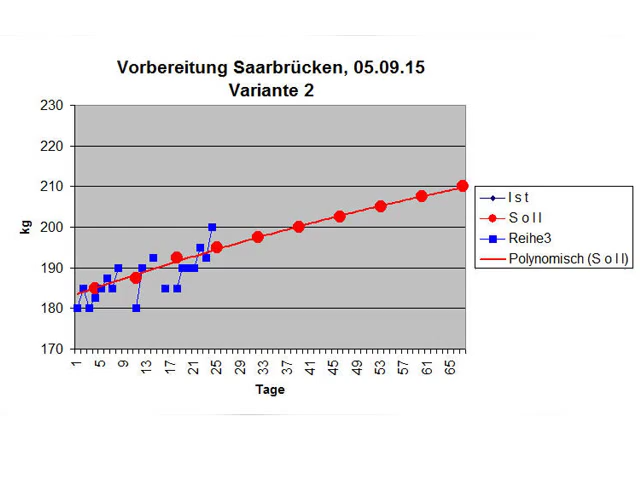 Vorbereitung Saarbrücken, 05.09.15
Variante 2
230
220
210
200
190
180
170
kg
1 5 9 13 17 21 25 29 33 37 41 45 49 53 57 61 65
Tage
I s t
S o l l
Reihe3
Polynomisch (S o l l)